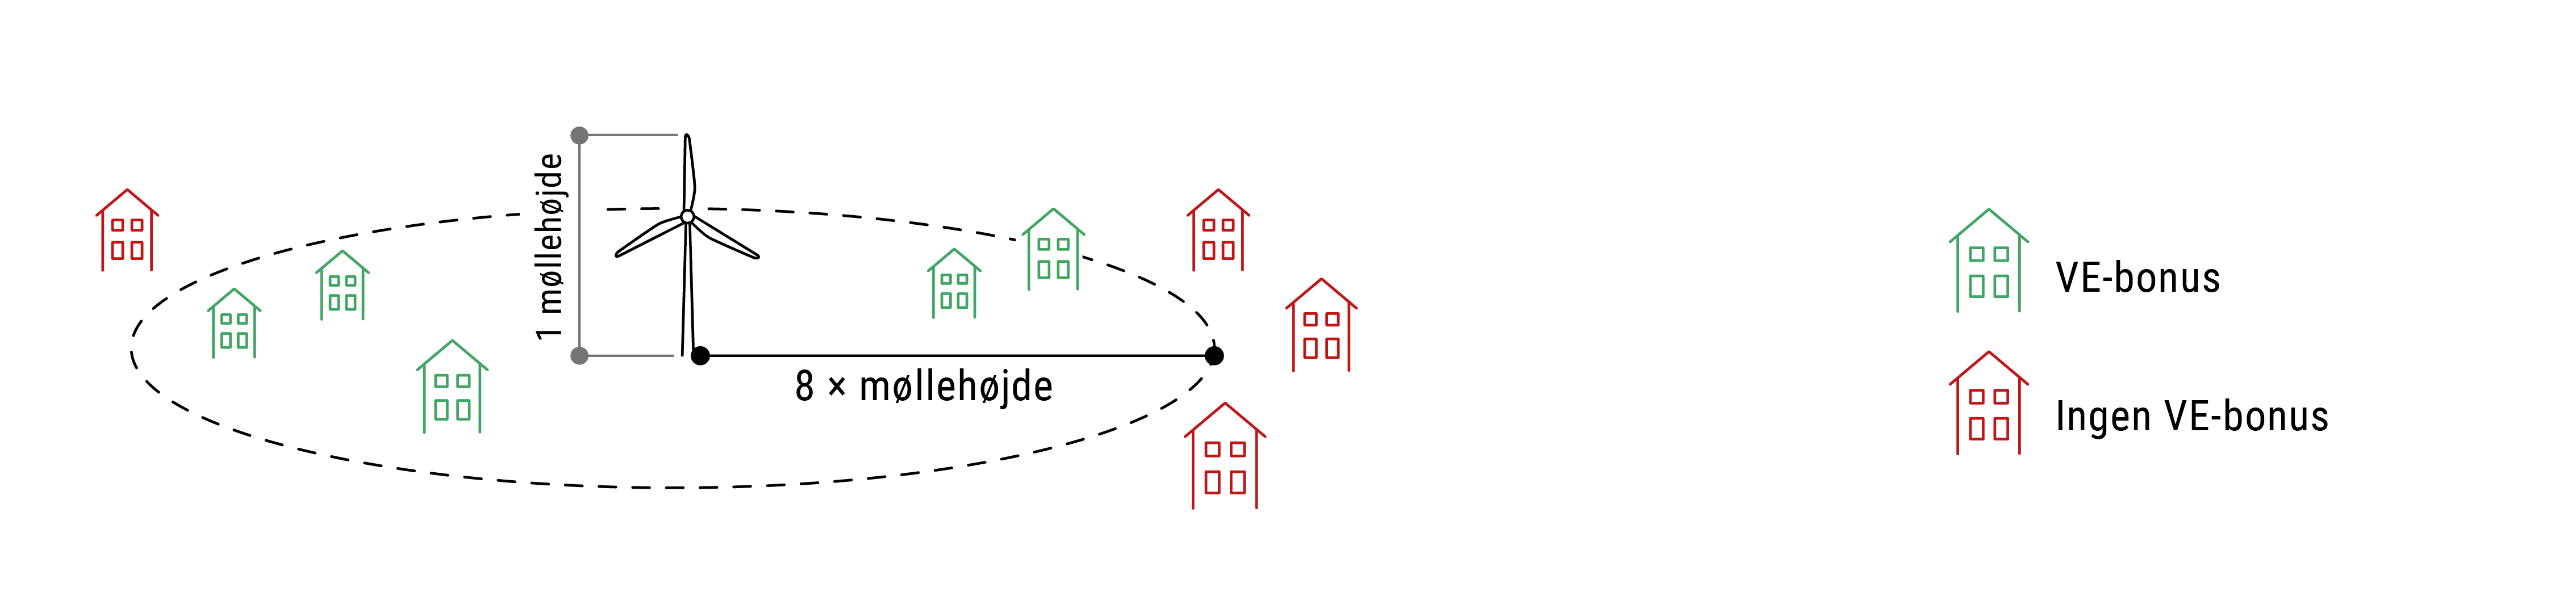 1 møllehøjde
8 × møllehøjde
VE-bonus
Ingen VE-bonus